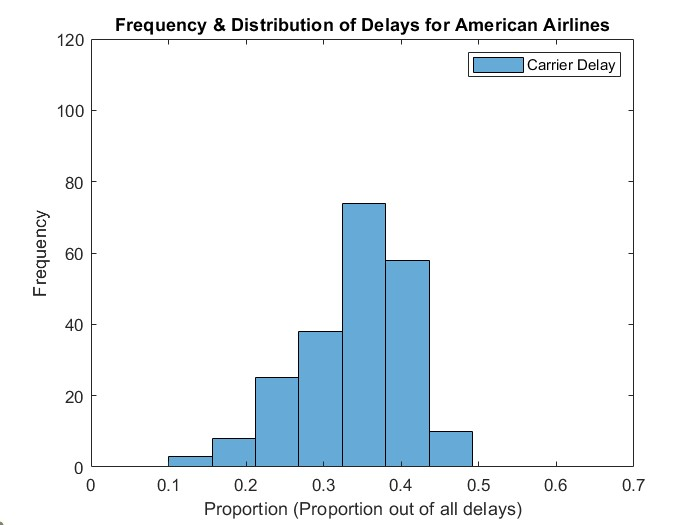 Frequency & Distribution of Delays for American Airlines
120
100
80
60
40
20
0
Frequency
Carrier Delay
0 0.1 0.2 0.3 0.4 0.5 0.6 0.7
Proportion (Proportion out of all delays)